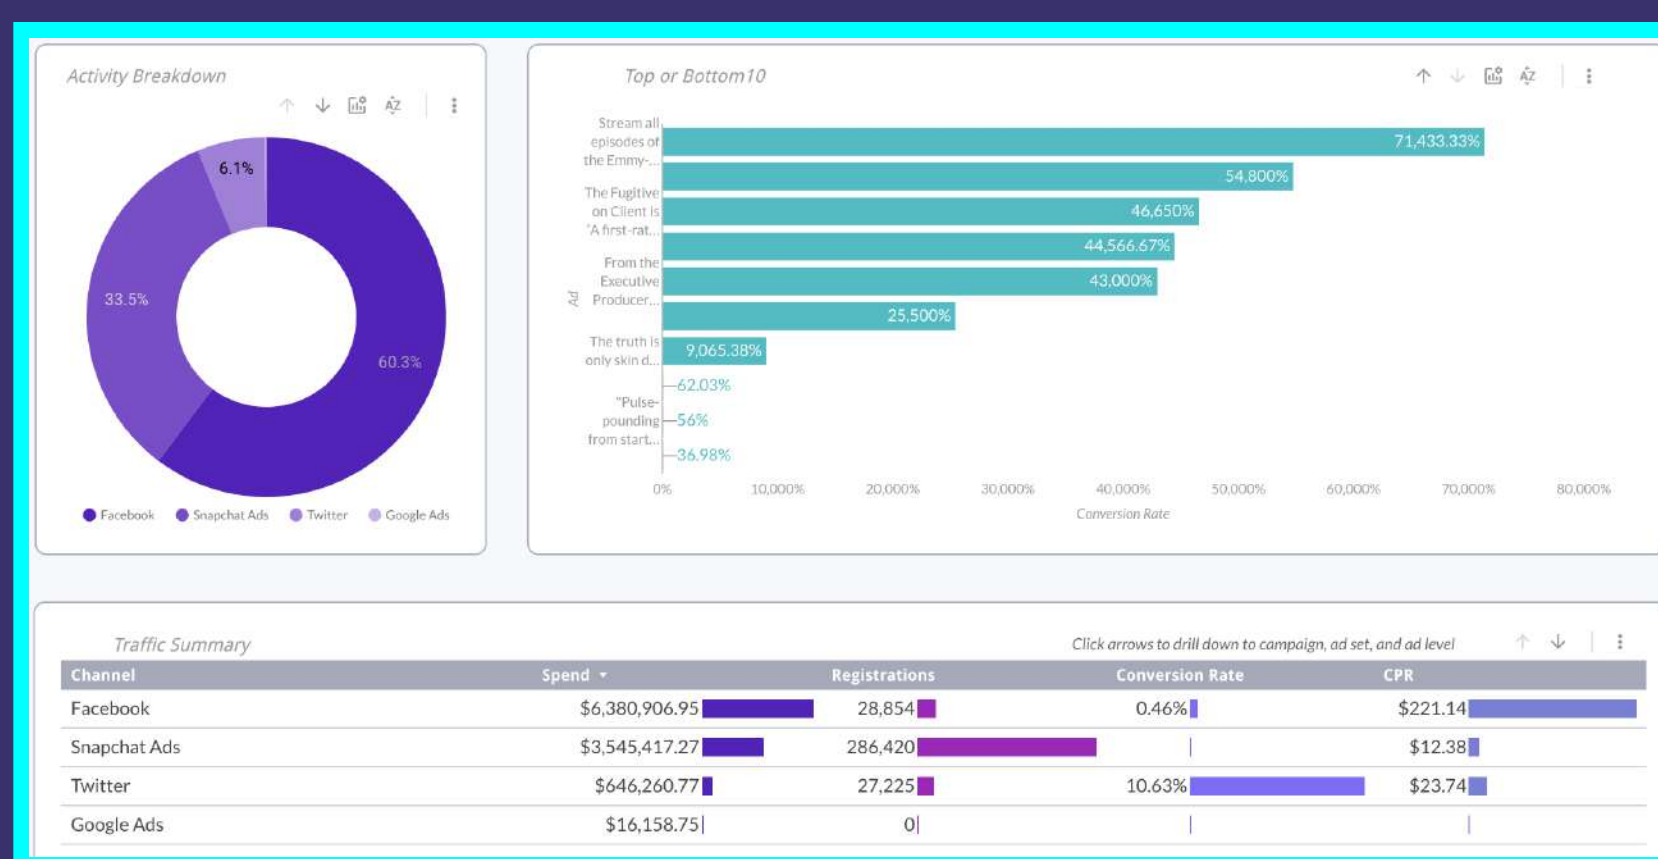 Activity Breakdown
6.1%
33.5%
60.3%
Facebook Snapchat Ads Twitter Google Ads
Top or Bottom10
Stream all
episodes of
the Emmy-...
The Fugitive
on Client is
"A first-rat...
From the
Executive
Producer...
The truth is
only skin d...
"Pulse-
pounding
from start...
Ad
71,433.33%
54,800%
46,650%
44,566.67%
43,000%
25,500%
9,065.38%
62.03%
56%
36.98%
0% 10,000% 20,000% 30,000% 40,000% 50,000% 60,000% 70,000% 80,000%
Conversion Rate
Traffic Summary
Click arrows to drill down to campaign, ad set, and ad level
Channel Spend Registrations Conversion Rate CPR
Facebook $6,380,906.95 28,854 0.46% $221.14
Snapchat Ads $3,545,417.27 286,420 $12.38
Twitter $646,260.77 27,225 10.63% $23.74
Google Ads $16,158.75 0